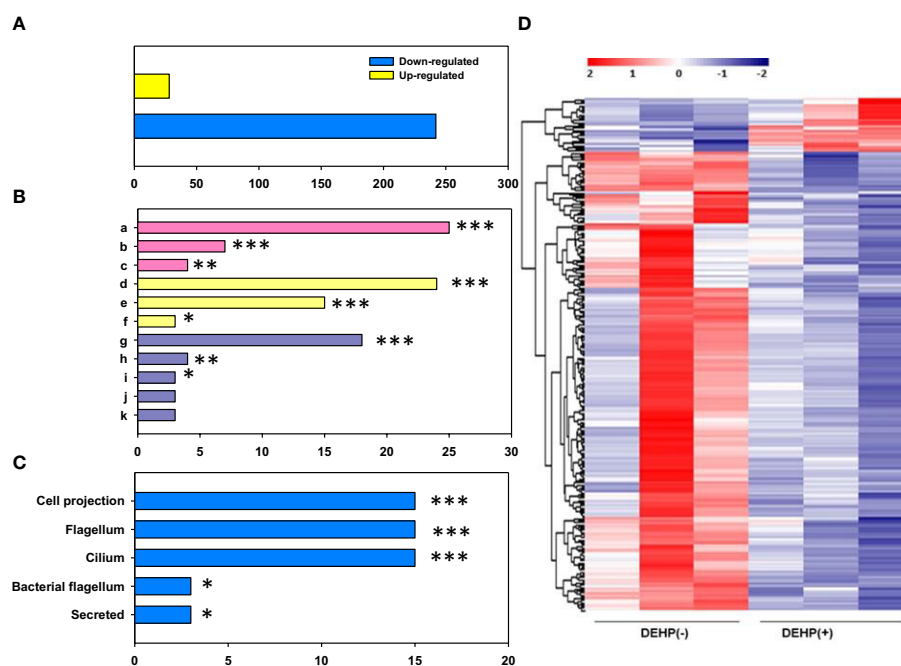 A
Down-regulated
Up-regulated
0 50 100 150 200 250 300
B
a ***
b ***
c **
d ***
e ***
f *
g ***
h **
i *
j
k
0 5 10 15 20 25 30
C
Cell projection ***
Flagellum ***
Cilium ***
Bacterial flagellum *
Secreted *
0 5 10 15 20
D
2 1 0 -1 -2
DEHP(-) DEHP(+)